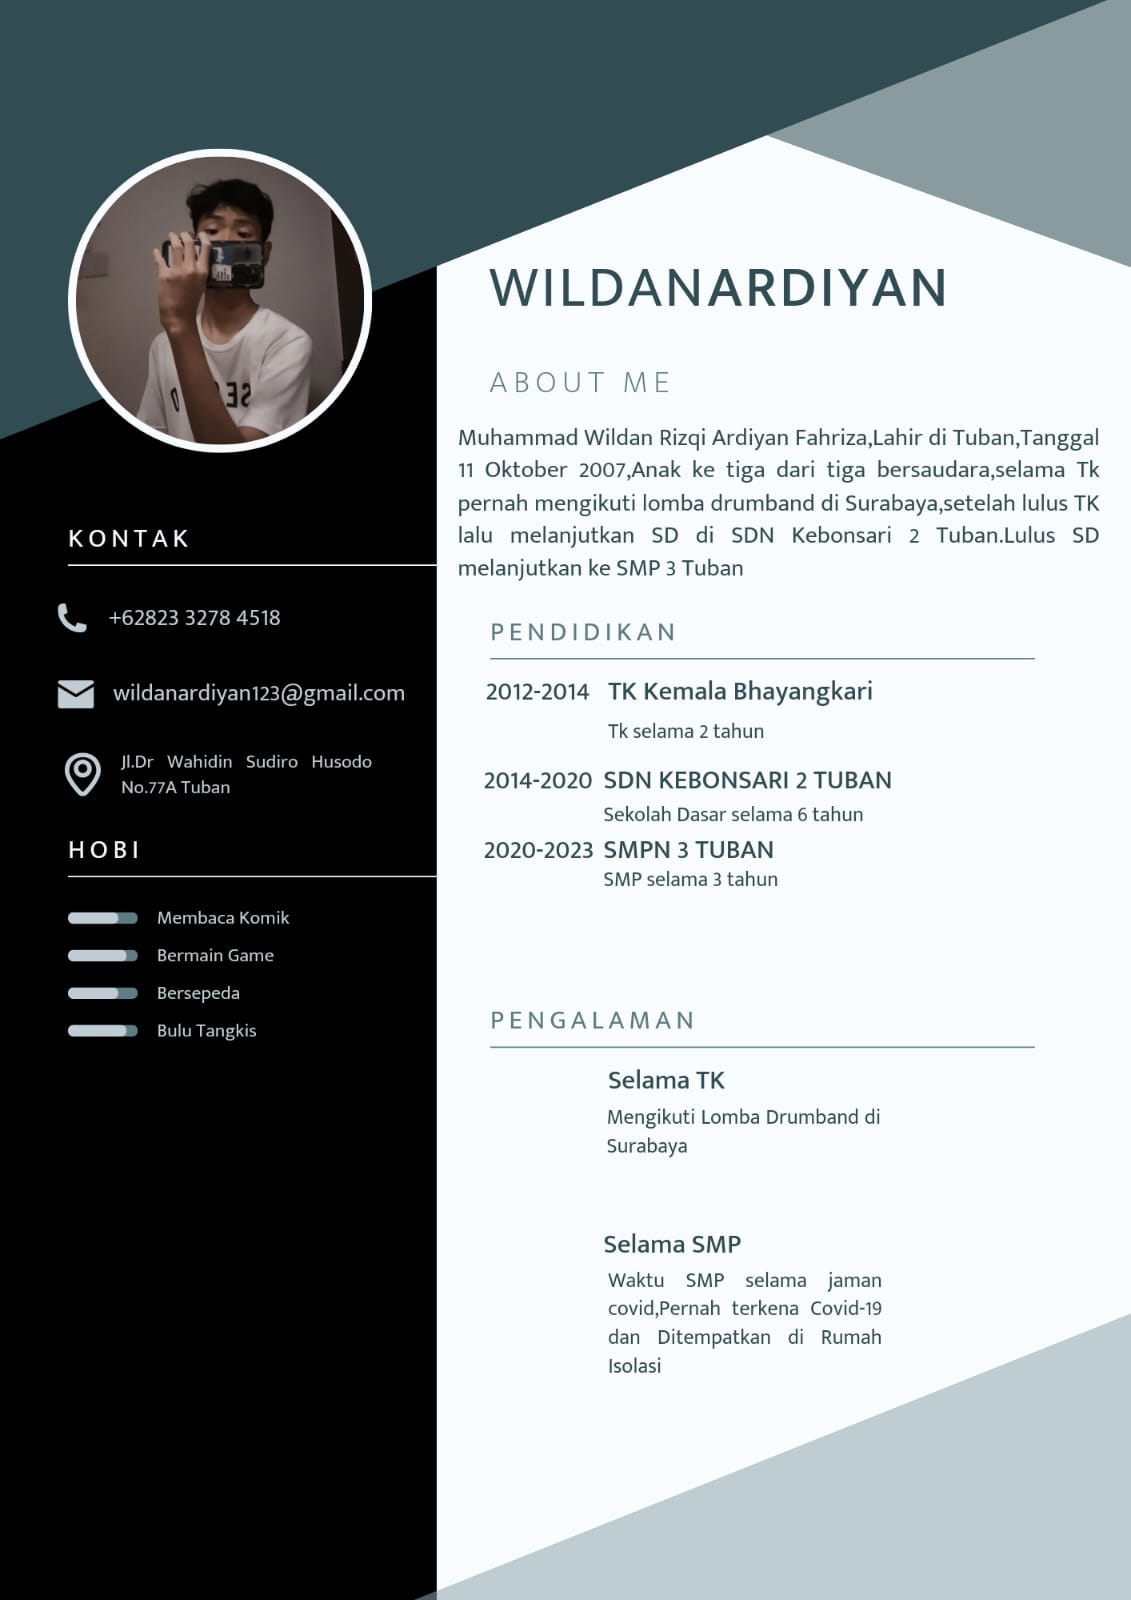 WILDANARDIYAN
ABOUT ME
Muhammad Wildan Rizqi Ardiyan Fahriza,Lahir di Tuban,Tanggal
11 Oktober 2007,Anak ke tiga dari tiga bersaudara,selama Tk
pernah mengikuti lomba drumband di Surabaya,setelah lulus TK
lalu melanjutkan SD di SDN Kebonsari 2 Tuban.Lulus SD
melanjutkan ke SMP 3 Tuban
KONTAK
+62823 3278 4518
wildanardiyan123@gmail.com
Jl.Dr Wahidin Sudiro Husodo
No.77A Tuban
HOBI
Membaca Komik
Bermain Game
Bersepeda
Bulu Tangkis
PENDIDIKAN
2012-2014 TK Kemala Bhayangkari
Tk selama 2 tahun
2014-2020 SDN KEBONSARI 2 TUBAN
Sekolah Dasar selama 6 tahun
2020-2023 SMPN 3 TUBAN
SMP selama 3 tahun
PENGALAMAN
Selama TK
Mengikuti Lomba Drumband di
Surabaya
Selama SMP
Waktu SMP selama jaman
covid,Pernah terkena Covid-19
dan Ditempatkan di Rumah
Isolasi